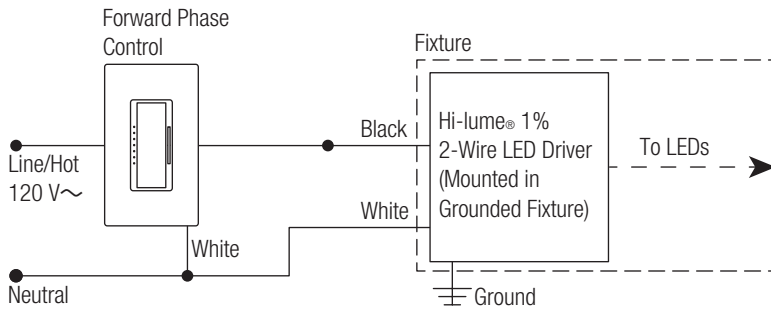 Forward Phase
Control
Fixture
Line/Hot
120 V～
Black
Hi-lume® 1%
2-Wire LED Driver
(Mounted in
Grounded Fixture)
To LEDs
White
White
Neutral
Ground